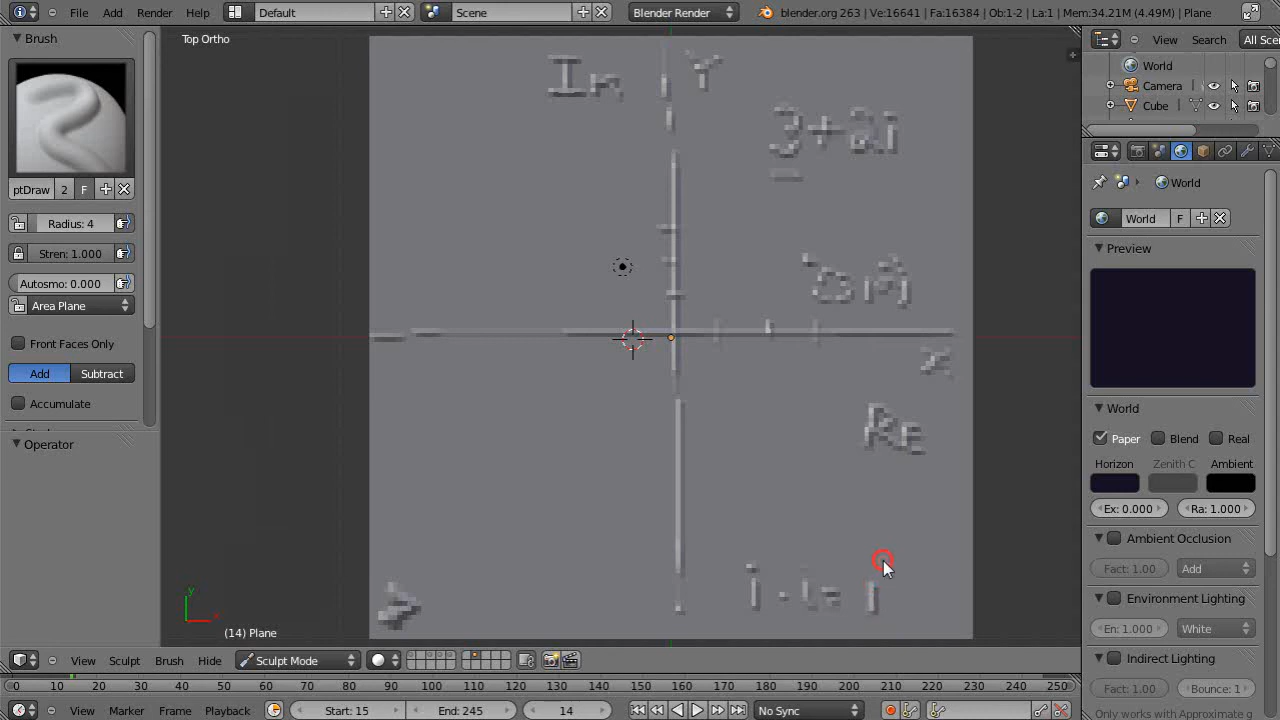 File Add Render Help Default Scene Blender Render blender.org 263 | Ve:16641 | Fa:16384 | Ob:1-2 | La:1 | Mem:34.21M (4.49M) | Plane
Brush
Top Ortho
View Search All Sce
World
Camera
Cube
ptDraw 2 F
Radius: 4
Stren: 1.000
Autosmo: 0.000
Area Plane
Front Faces Only
Add Subtract
Accumulate
Operator
Im Y
3+2i
x
RE
y
x
(14) Plane
World
World F
Preview
World
Paper Blend Real
Horizon Zenith C Ambient
Ex: 0.000 Ra: 1.000
Ambient Occlusion
Fact: 1.00 Add
Environment Lighting
En: 1.000 White
Indirect Lighting
Fact: 1.00 Bounce: 1
Only works with Approximate g
View Sculpt Brush Hide Sculpt Mode
0 10 20 30 40 50 60 70 80 90 100 110 120 130 140 150 160 170 180 190 200 210 220 230 240 250
View Marker Frame Playback Start: 15 End: 245 14 No Sync